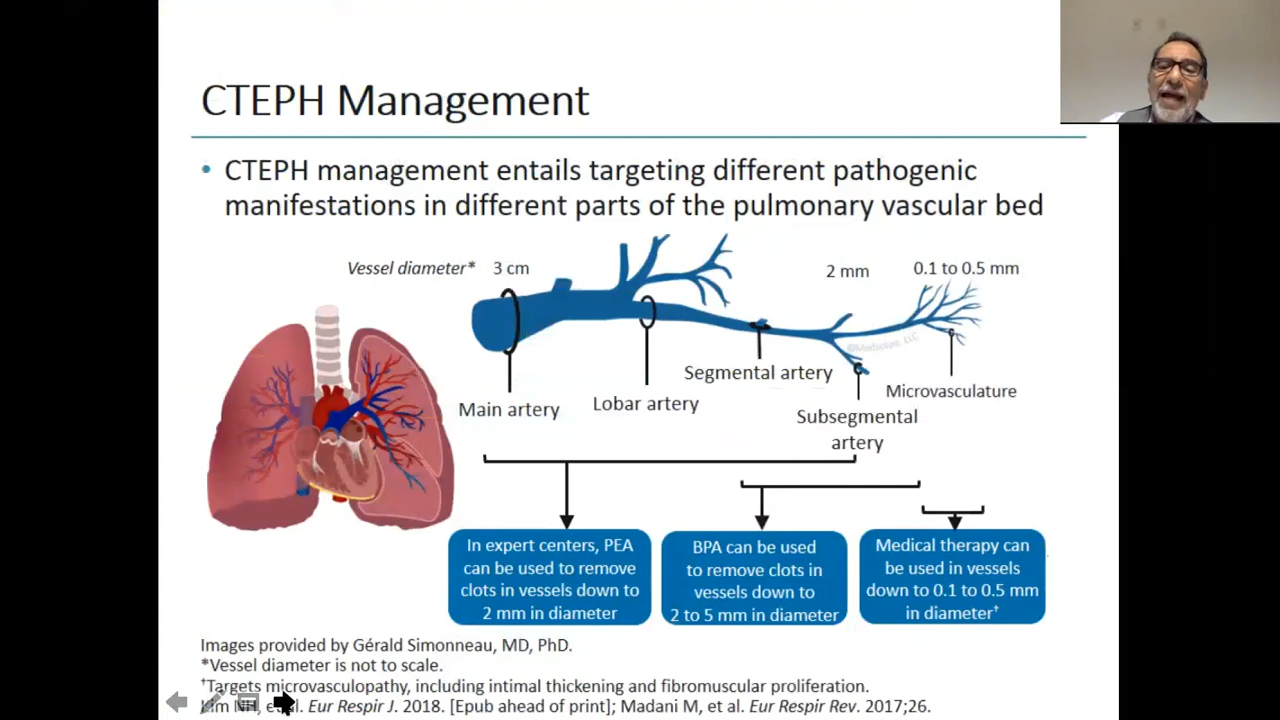 CTEPH Management
• CTEPH management entails targeting different pathogenic
manifestations in different parts of the pulmonary vascular bed
Vessel diameter* 3 cm 2 mm 0.1 to 0.5 mm
©Medscape, LLC
Segmental artery
Microvasculature
Main artery
Lobar artery
Subsegmental
artery
In expert centers, PEA
can be used to remove
clots in vessels down to
2 mm in diameter
BPA can be used
to remove clots in
vessels down to
2 to 5 mm in diameter
Medical therapy can
be used in vessels
down to 0.1 to 0.5 mm
in diameter†
Images provided by Gérald Simonneau, MD, PhD.
*Vessel diameter is not to scale.
†Targets microvasculopathy, including intimal thickening and fibromuscular proliferation.
Kim NH, al. Eur Respir J. 2018. [Epub ahead of print]; Madani M, et al. Eur Respir Rev. 2017;26.